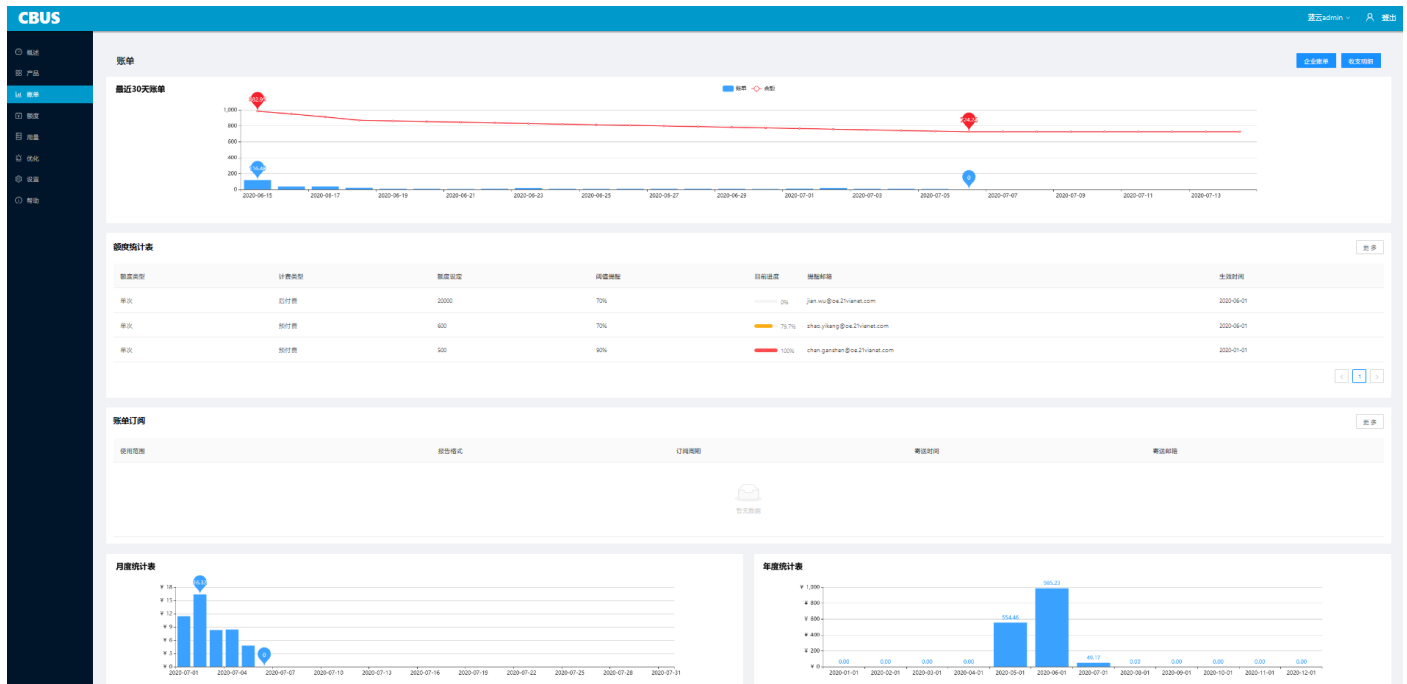 CBUS
蓝云admin
登出
概述
产品
账单
额度
用量
优化
设置
帮助
账单
企业账单 收支明细
最近30天账单
账单 余额
1,000
800
600
400
200
0
0
2020-06-15 2020-06-17 2020-06-19 2020-06-21 2020-06-23 2020-06-25 2020-06-27 2020-06-29 2020-07-01 2020-07-03 2020-07-05 2020-07-07 2020-07-09 2020-07-11 2020-07-13
额度统计表 更多
额度类型 计费类型 额度设定 阈值提醒 目前进度 提醒邮箱 生效时间
单次 后付费 20000 70% 0% jian.wu@oe.21vianet.com 2020-06-01
单次 预付费 600 70% 79.7% zhao.yikang@oe.21vianet.com 2020-06-01
单次 预付费 500 90% 100% chen.ganshen@oe.21vianet.com 2020-01-01
1
账单订阅 更多
使用范围 报告格式 订阅周期 寄送时间 寄送邮箱
暂无数据
月度统计表
¥ 18
¥ 15
¥ 12
¥ 9
¥ 6
¥ 3
¥ 0
0
2020-07-01 2020-07-04 2020-07-07 2020-07-10 2020-07-13 2020-07-16 2020-07-19 2020-07-22 2020-07-25 2020-07-28 2020-07-31
年度统计表
¥ 1,000
¥ 800
¥ 600
¥ 400
¥ 200
¥ 0
0.00 0.00 0.00 0.00 554.46 985.23 49.17 0.00 0.00 0.00 0.00 0.00
2020-01-01 2020-02-01 2020-03-01 2020-04-01 2020-05-01 2020-06-01 2020-07-01 2020-08-01 2020-09-01 2020-10-01 2020-11-01 2020-12-01